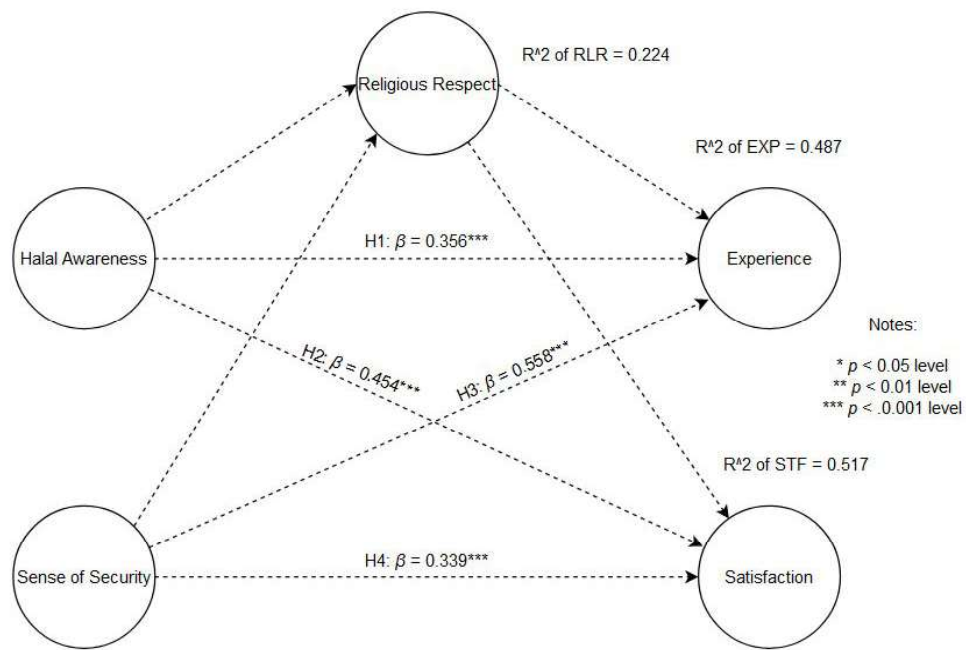 R^2 of RLR = 0.224
Religious Respect
R^2 of EXP = 0.487
H1: β = 0.356***
Halal Awareness
Experience
Notes:
* p < 0.05 level
** p < 0.01 level
*** p < .0.001 level
H2: β = 0.454***
H3: β = 0.558***
R^2 of STF = 0.517
H4: β = 0.339***
Sense of Security
Satisfaction